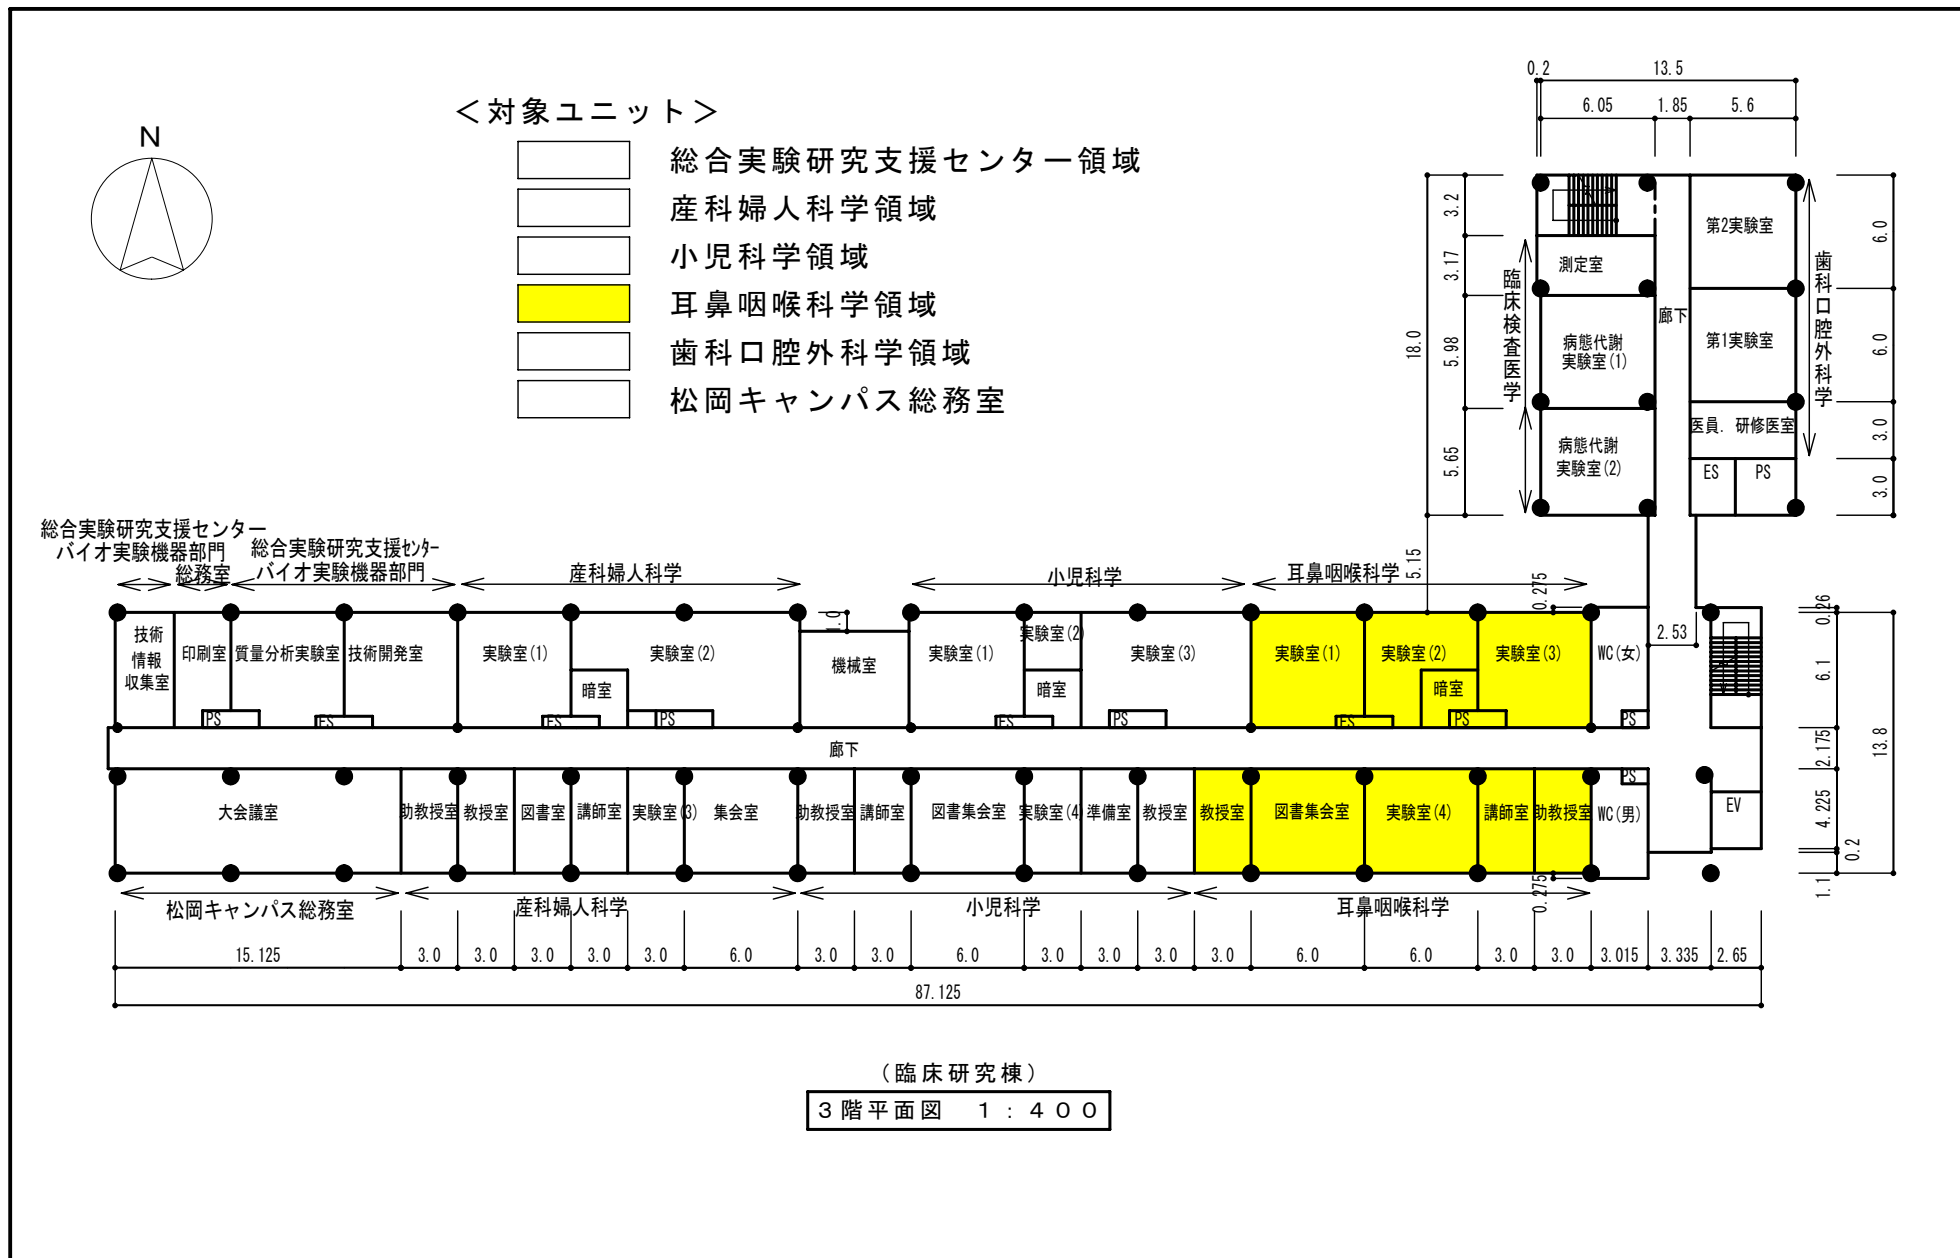 N
＜対象ユニット＞
総合実験研究支援センター領域
産科婦人科学領域
小児科学領域
耳鼻咽喉科学領域
歯科口腔外科学領域
松岡キャンパス総務室
0.2
13.5
6.05
1.85
5.6
3.2
3.17
18.0
5.98
5.65
5.15
臨床検査医学
測定室
病態代謝
実験室(1)
病態代謝
実験室(2)
廊下
第2実験室
第1実験室
医員．研修医室
ES
PS
歯科口腔外科学
6.0
6.0
3.0
3.0
総合実験研究支援センター
バイオ実験機器部門
総務室
総合実験研究支援センター
バイオ実験機器部門
産科婦人科学
小児科学
耳鼻咽喉科学
0.275
1.0
2.53
0.26
技術
情報
収集室
印刷室
質量分析実験室
技術開発室
実験室(1)
実験室(2)
暗室
機械室
実験室(1)
実験室(2)
暗室
実験室(3)
実験室(1)
実験室(2)
暗室
実験室(3)
WC(女)
PS
ES
ES
PS
ES
PS
ES
PS
PS
6.1
2.175
13.8
4.225
0.2
1.1
廊下
大会議室
助教授室
教授室
図書室
講師室
実験室(3)
集会室
助教授室
講師室
図書集会室
実験室(4)
準備室
教授室
教授室
図書集会室
実験室(4)
講師室
助教授室
PS
WC(男)
EV
0.275
松岡キャンパス総務室
産科婦人科学
小児科学
耳鼻咽喉科学
15.125
3.0
3.0
3.0
3.0
3.0
6.0
3.0
3.0
6.0
3.0
3.0
3.0
3.0
6.0
6.0
3.0
3.0
3.015
3.335
2.65
87.125
（臨床研究棟）
３階平面図　１：４００